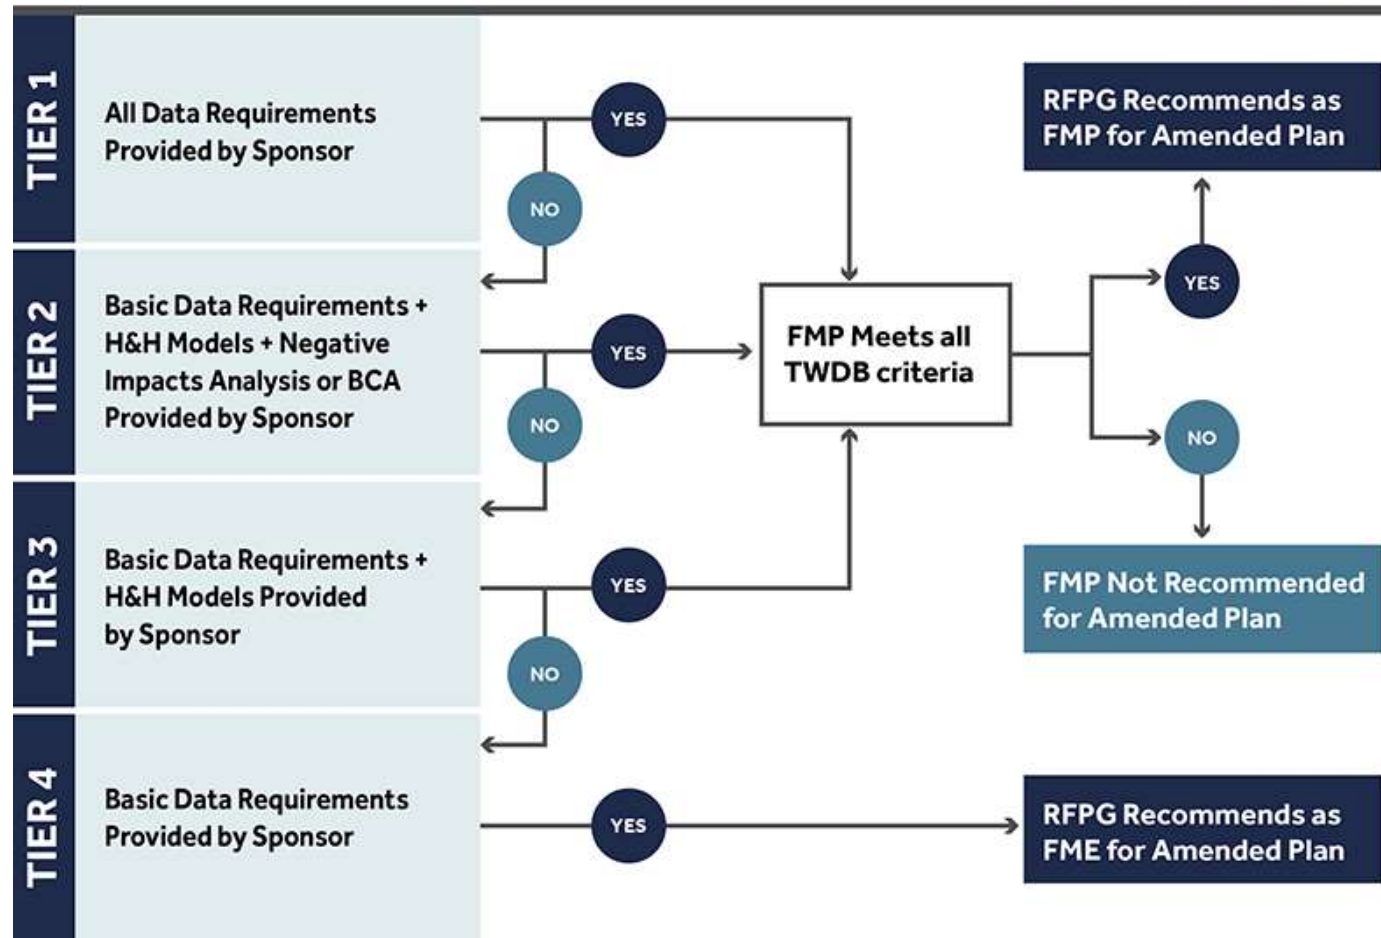 TIER 1
All Data Requirements
Provided by Sponsor
YES
NO
RFPG Recommends as
FMP for Amended Plan
TIER 2
Basic Data Requirements +
H&H Models + Negative
Impacts Analysis or BCA
Provided by Sponsor
YES
NO
FMP Meets all
TWDB criteria
YES
NO
TIER 3
Basic Data Requirements +
H&H Models Provided
by Sponsor
YES
NO
FMP Not Recommended
for Amended Plan
TIER 4
Basic Data Requirements
Provided by Sponsor
YES
RFPG Recommends as
FME for Amended Plan